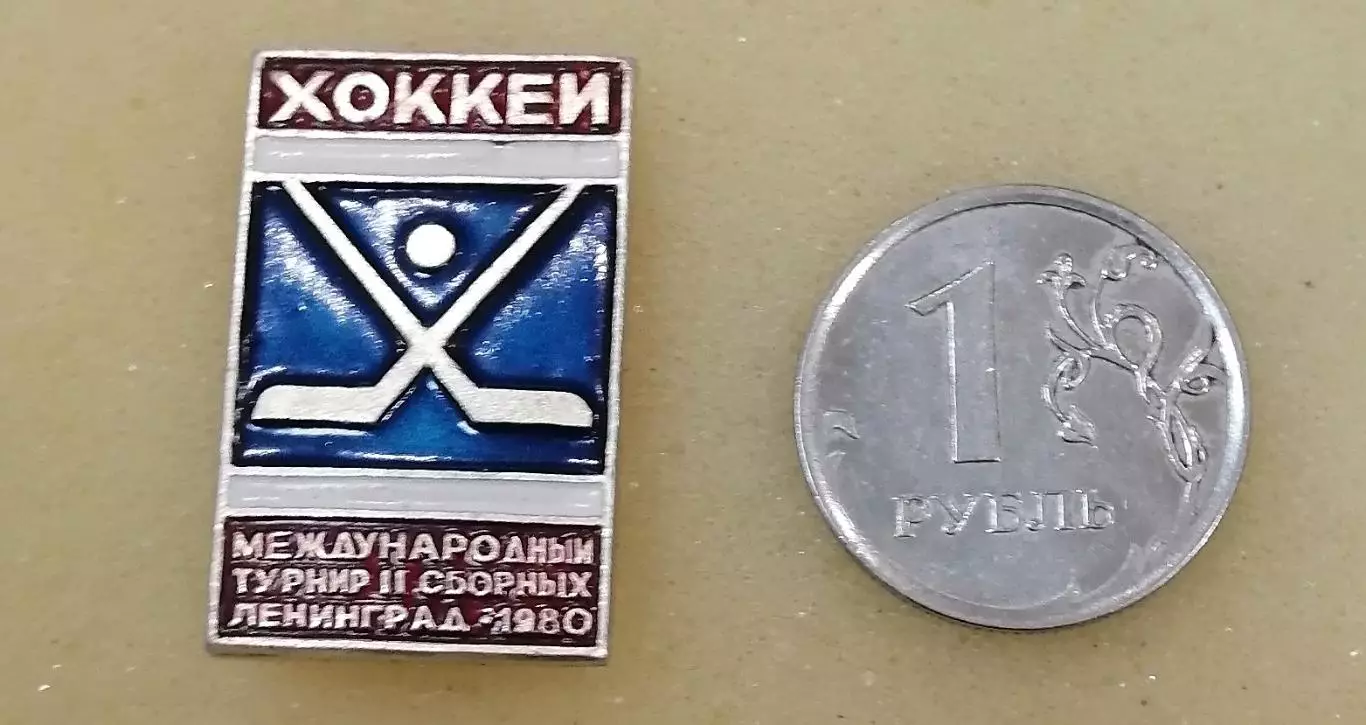 ХОККЕЙ
МЕЖДУНАРОДНЫЙ
ТУРНИР II СБОРНЫХ
ЛЕНИНГРАД-1980
1
РУБЛЬ